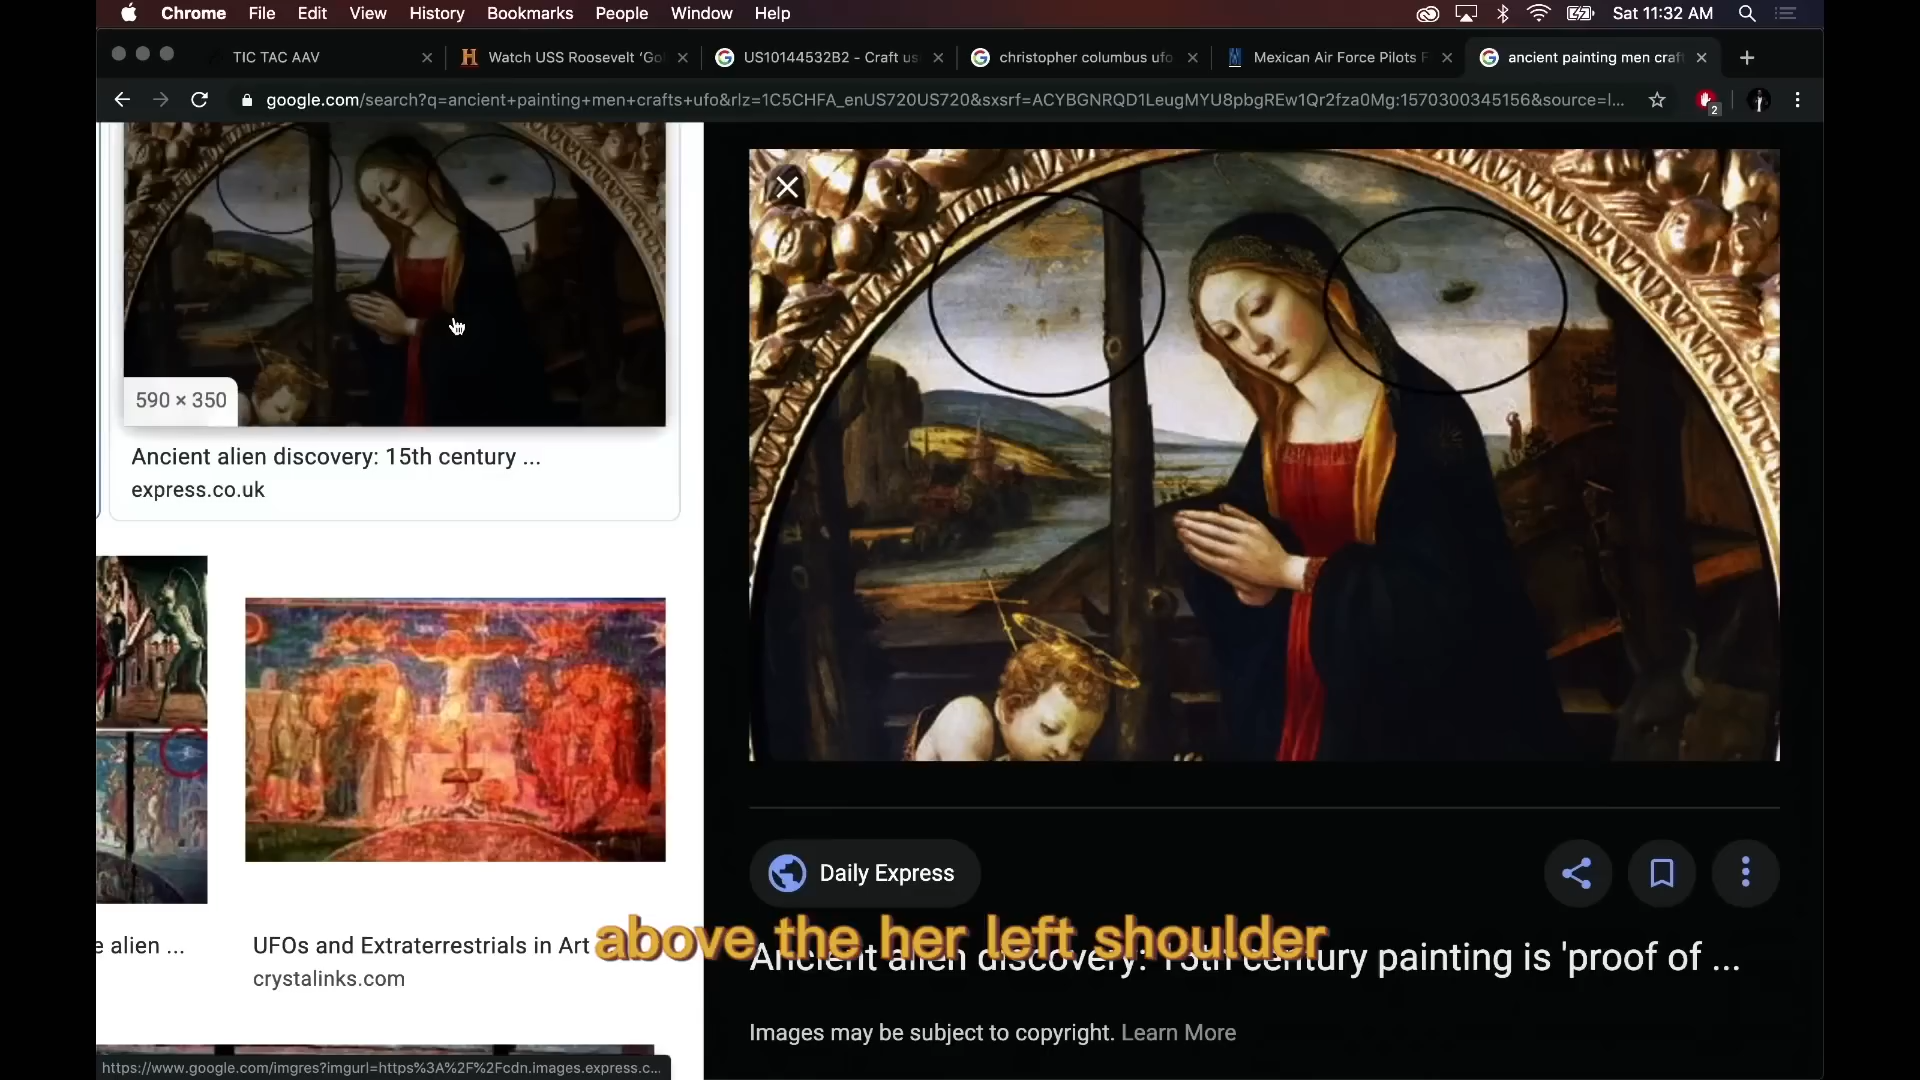 Chrome File Edit View History Bookmarks People Window Help Sat 11:32 AM
TIC TAC AAV
Watch USS Roosevelt 'Go
US10144532B2 - Craft us
christopher columbus ufo
Mexican Air Force Pilots F
ancient painting men craf
google.com/search?q=ancient+painting+men+crafts+ufo&rlz=1C5CHFA_enUS720US720&sxsrf=ACYBGNRQD1LeugMYU8pbgREw1Qr2fza0Mg:1570300345156&source=l...
2
590 × 350
Ancient alien discovery: 15th century ...
express.co.uk
e alien ...
UFOs and Extraterrestrials in Art
crystalinks.com
Daily Express
above the her left shoulder
Ancient alien discovery: 15th century painting is 'proof of ...
Images may be subject to copyright. Learn More
https://www.google.com/imgres?imgurl=https%3A%2F%2Fcdn.images.express.c...